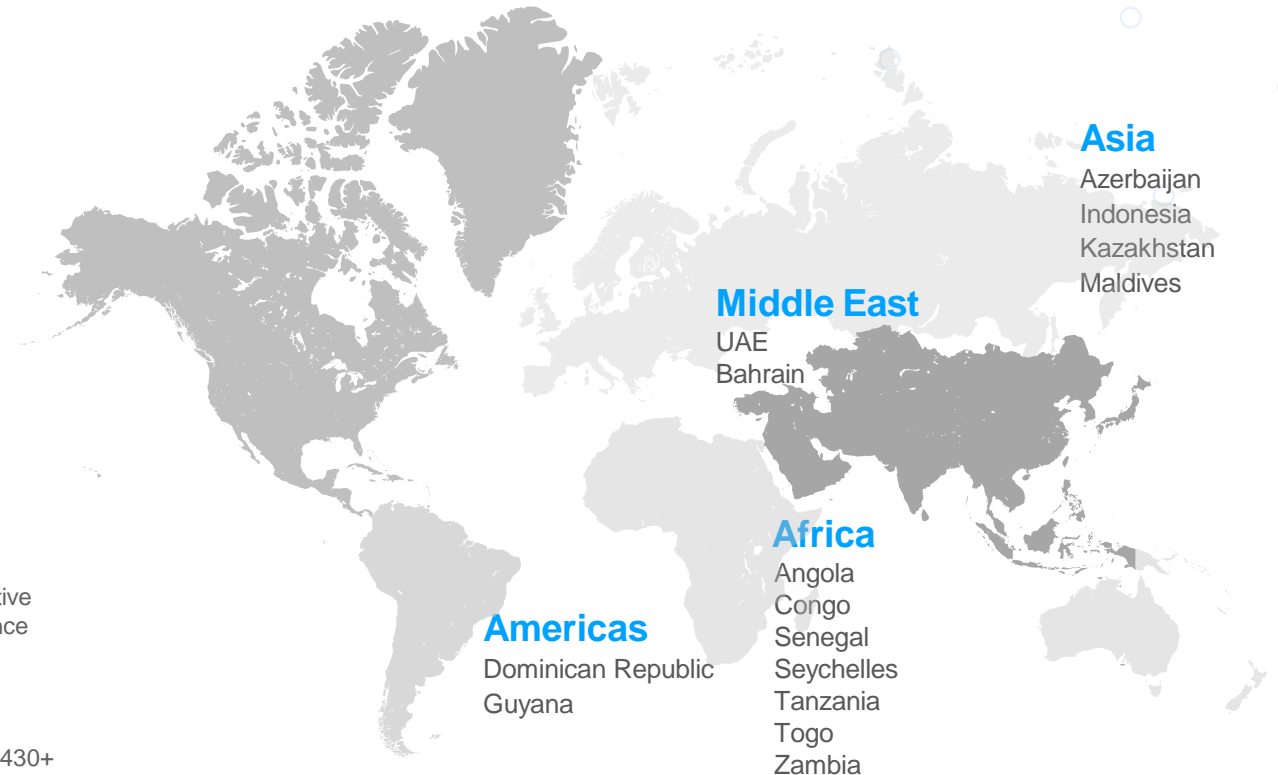 Asia
Azerbaijan
Indonesia
Kazakhstan
Maldives
Middle East
UAE
Bahrain
Africa
Angola
Congo
Senegal
Seychelles
Tanzania
Togo
Zambia
Americas
Dominican Republic
Guyana
430+